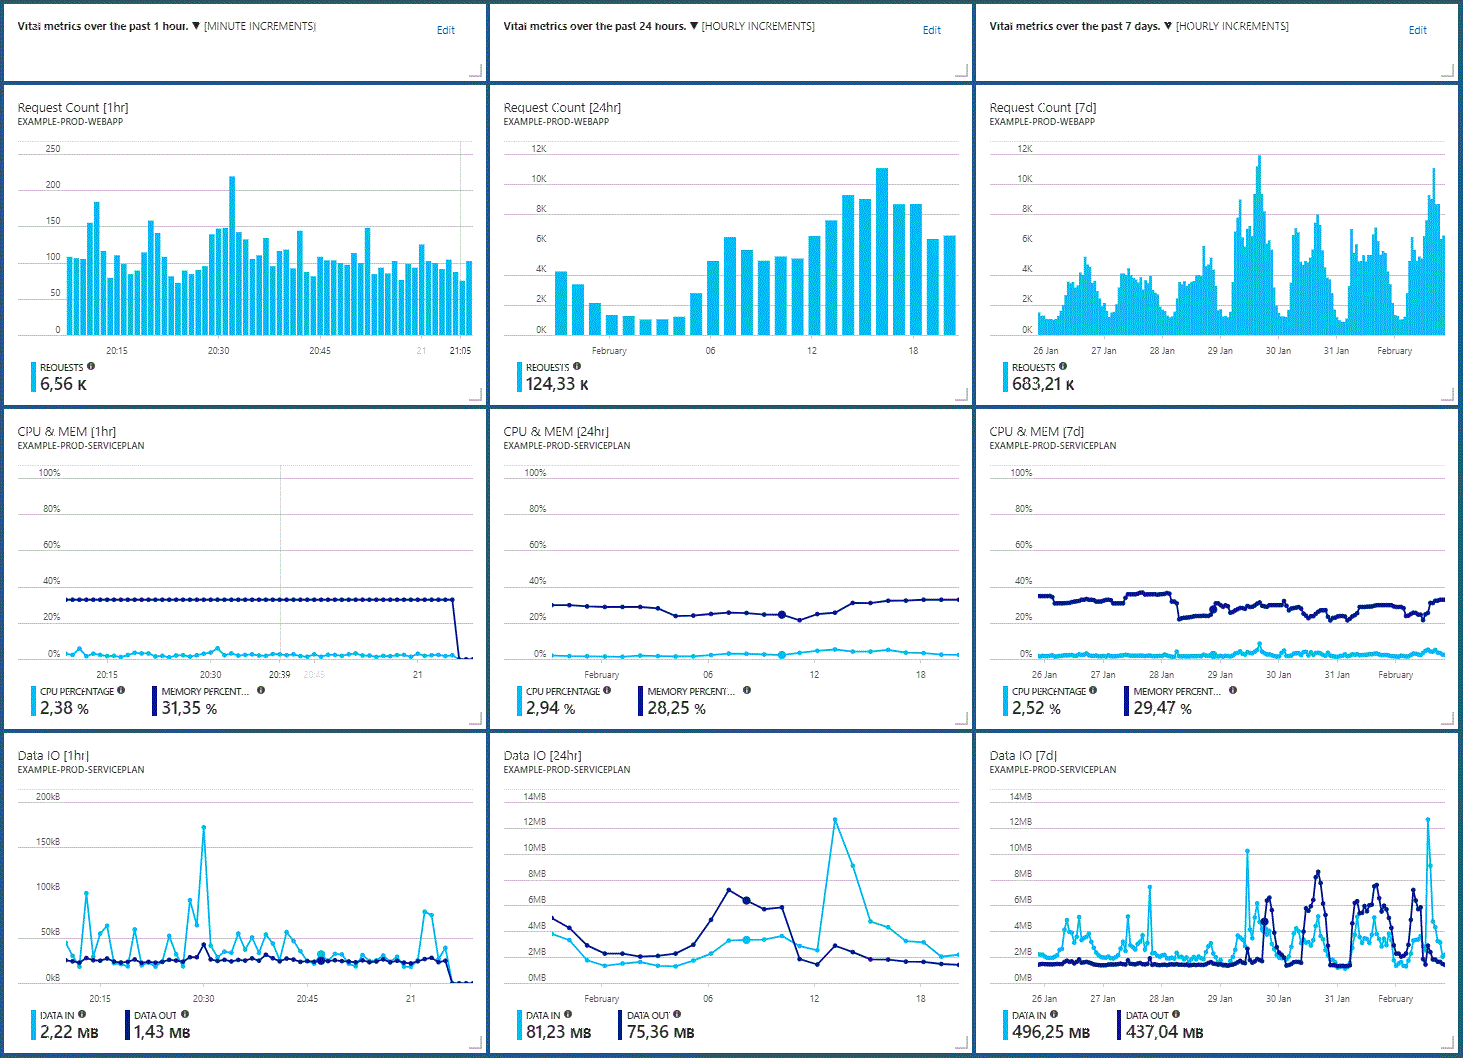 Vital metrics over the past 1 hour. ▼ [MINUTE INCREMENTS]
Edit
Vital metrics over the past 24 hours. ▼ [HOURLY INCREMENTS]
Edit
Vital metrics over the past 7 days. ▼ [HOURLY INCREMENTS]
Edit
Request Count [1hr]
EXAMPLE-PROD-WEBAPP
250
200
150
100
50
0
20:15 20:30 20:45 21 21:05
REQUESTS
6,56 K
Request Count [24hr]
EXAMPLE-PROD-WEBAPP
12K
10K
8K
6K
4K
2K
0K
February 06 12 18
REQUESTS
124,33 K
Request Count [7d]
EXAMPLE-PROD-WEBAPP
12K
10K
8K
6K
4K
2K
0K
26 Jan 27 Jan 28 Jan 29 Jan 30 Jan 31 Jan February
REQUESTS
683,21 K
CPU & MEM [1hr]
EXAMPLE-PROD-SERVICEPLAN
100%
80%
60%
40%
20%
0%
20:15 20:30 20:39 20:45 21
CPU PERCENTAGE MEMORY PERCENT...
2,38 % 31,35 %
CPU & MEM [24hr]
EXAMPLE-PROD-SERVICEPLAN
100%
80%
60%
40%
20%
0%
February 06 12 18
CPU PERCENTAGE MEMORY PERCENT...
2,94 % 28,25 %
CPU & MEM [7d]
EXAMPLE-PROD-SERVICEPLAN
100%
80%
60%
40%
20%
0%
26 Jan 27 Jan 28 Jan 29 Jan 30 Jan 31 Jan February
CPU PERCENTAGE MEMORY PERCENT...
2,52 % 29,47 %
Data IO [1hr]
EXAMPLE-PROD-SERVICEPLAN
200kB
150kB
100kB
50kB
0kB
20:15 20:30 20:45 21
DATA IN DATA OUT
2,22 MB 1,43 MB
Data IO [24hr]
EXAMPLE-PROD-SERVICEPLAN
14MB
12MB
10MB
8MB
6MB
4MB
2MB
0MB
February 06 12 18
DATA IN DATA OUT
81,23 MB 75,36 MB
Data IO [7d]
EXAMPLE-PROD-SERVICEPLAN
14MB
12MB
10MB
8MB
6MB
4MB
2MB
0MB
26 Jan 27 Jan 28 Jan 29 Jan 30 Jan 31 Jan February
DATA IN DATA OUT
496,25 MB 437,04 MB